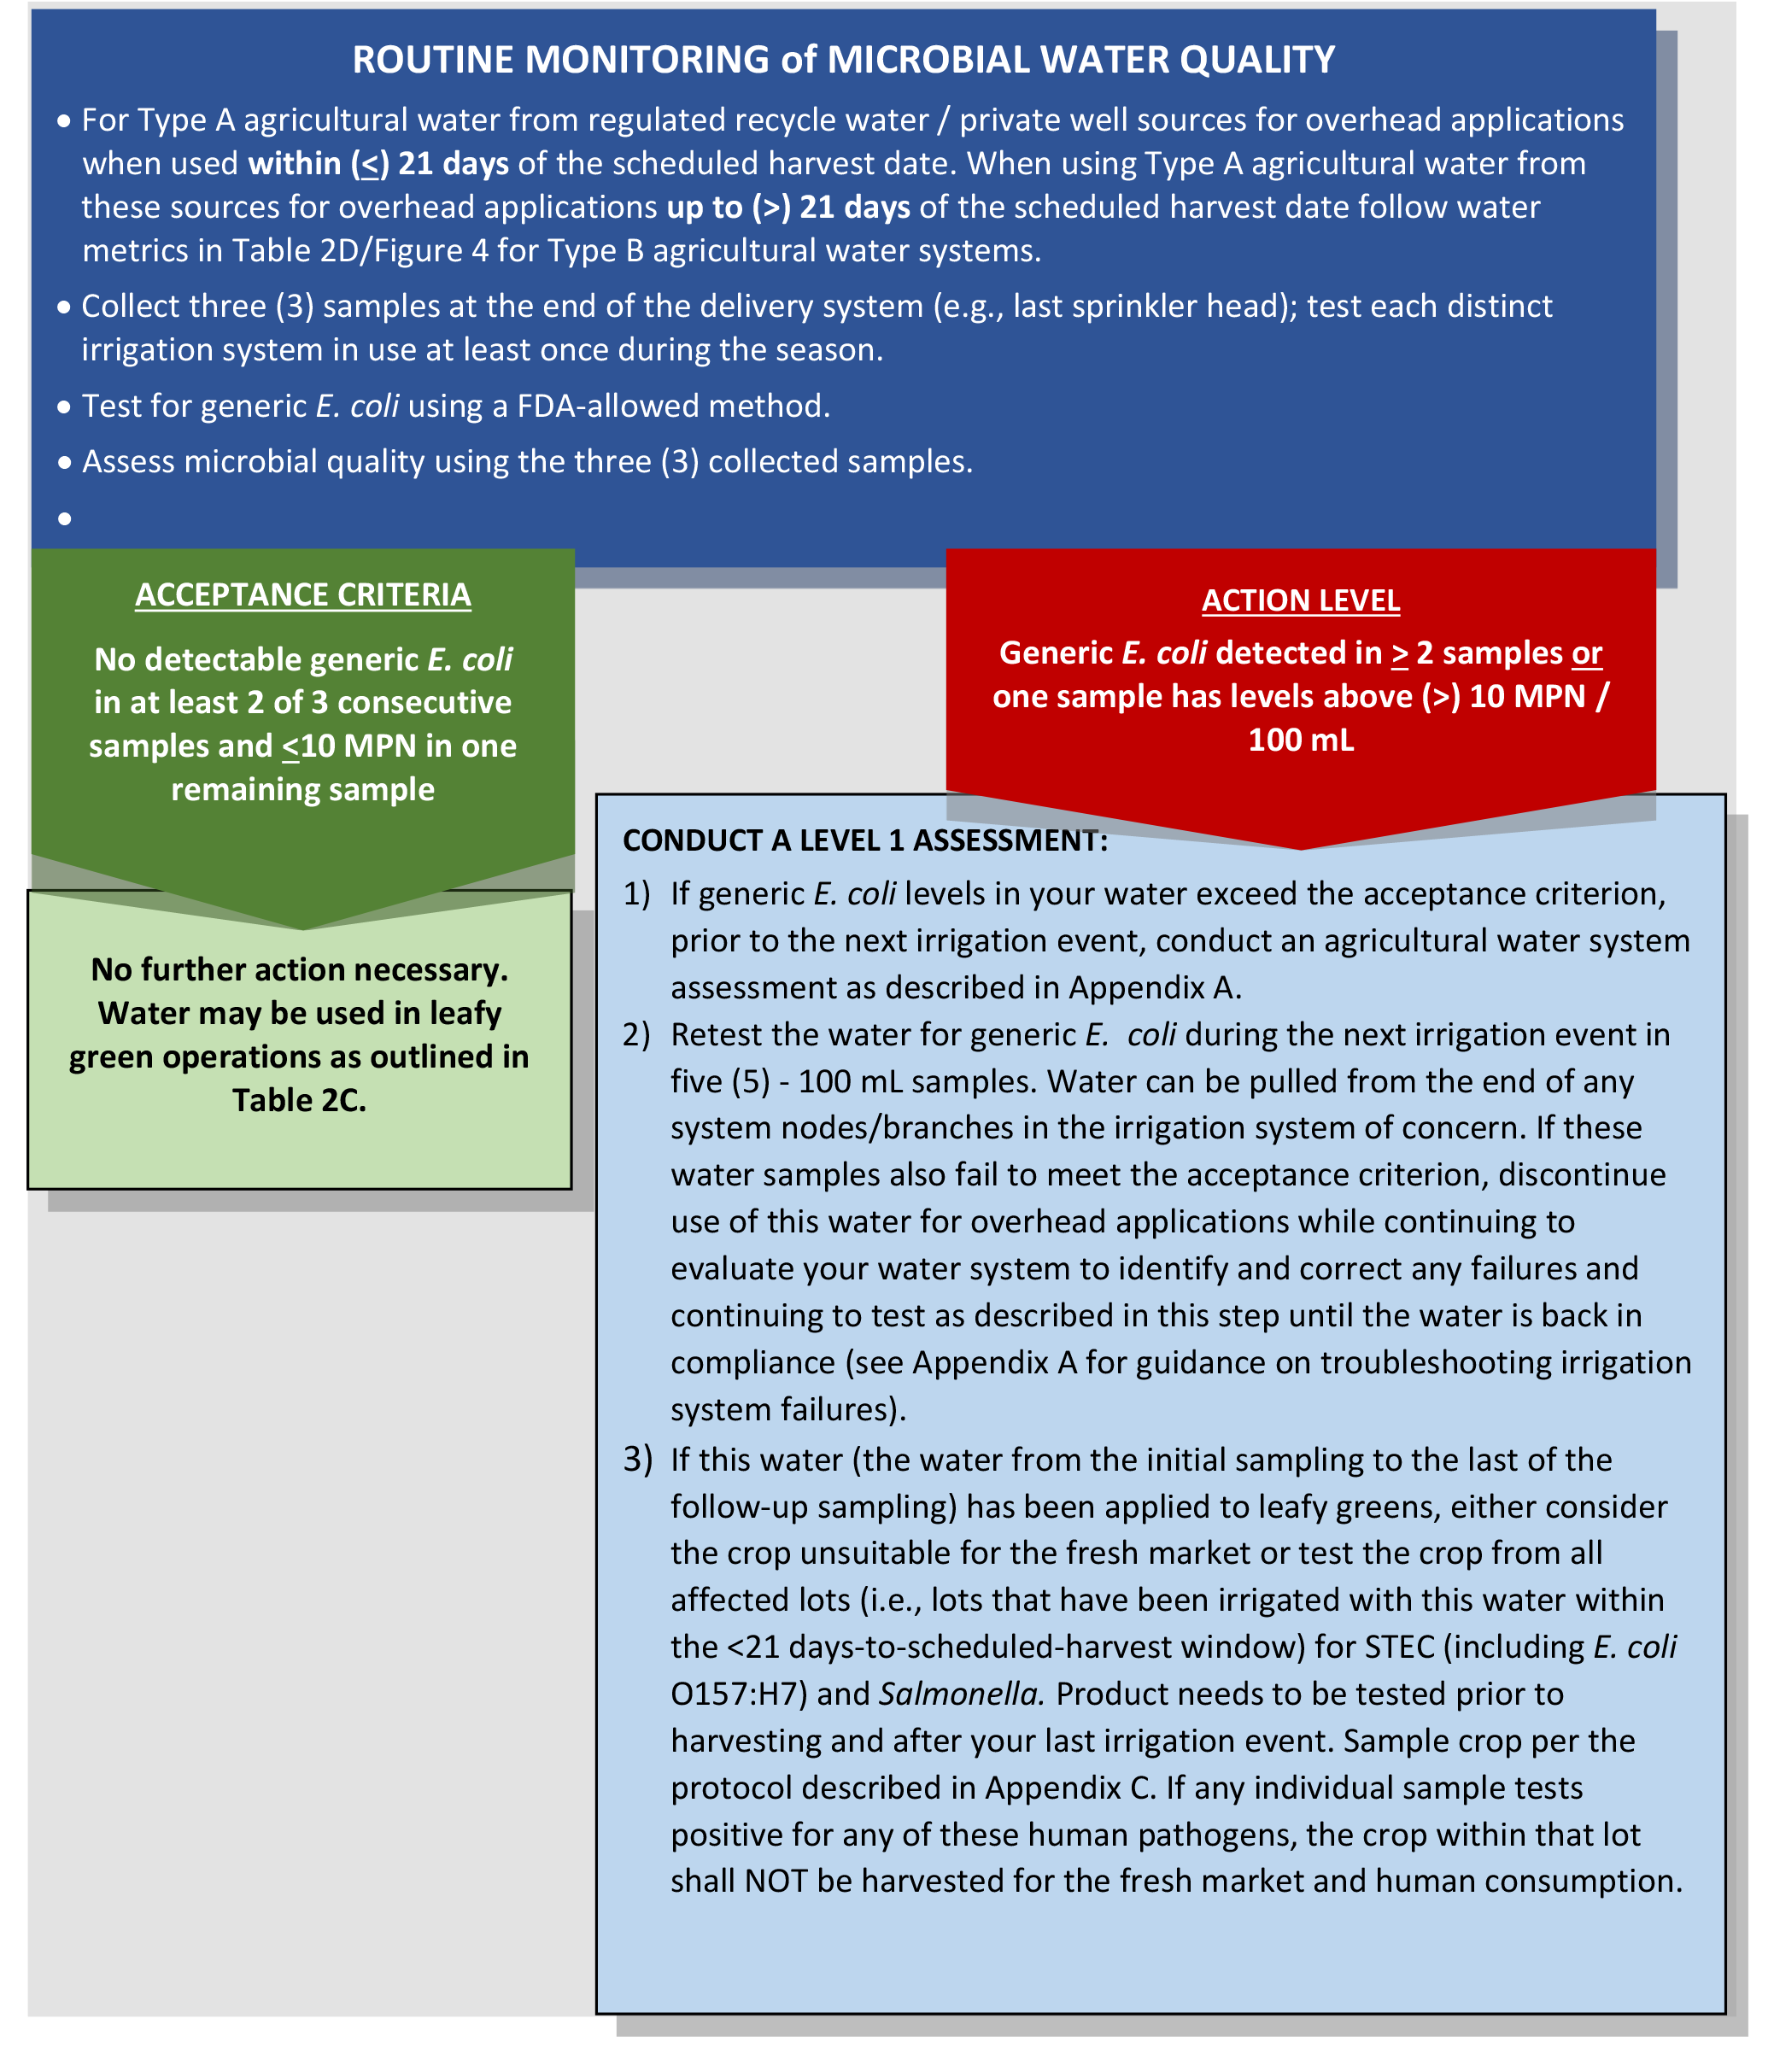 ROUTINE MONITORING of MICROBIAL WATER QUALITY
• For Type A agricultural water from regulated recycle water / private well sources for overhead applications
when used within (≤) 21 days of the scheduled harvest date. When using Type A agricultural water from
these sources for overhead applications up to (>) 21 days of the scheduled harvest date follow water
metrics in Table 2D/Figure 4 for Type B agricultural water systems.
• Collect three (3) samples at the end of the delivery system (e.g., last sprinkler head); test each distinct
irrigation system in use at least once during the season.
• Test for generic E. coli using a FDA-allowed method.
• Assess microbial quality using the three (3) collected samples.
•
ACCEPTANCE CRITERIA
No detectable generic E. coli
in at least 2 of 3 consecutive
samples and ≤10 MPN in one
remaining sample
No further action necessary.
Water may be used in leafy
green operations as outlined in
Table 2C.
ACTION LEVEL
Generic E. coli detected in ≥ 2 samples or
one sample has levels above (>) 10 MPN /
100 mL
CONDUCT A LEVEL 1 ASSESSMENT:
1) If generic E. coli levels in your water exceed the acceptance criterion,
prior to the next irrigation event, conduct an agricultural water system
assessment as described in Appendix A.
2) Retest the water for generic E. coli during the next irrigation event in
five (5) - 100 mL samples. Water can be pulled from the end of any
system nodes/branches in the irrigation system of concern. If these
water samples also fail to meet the acceptance criterion, discontinue
use of this water for overhead applications while continuing to
evaluate your water system to identify and correct any failures and
continuing to test as described in this step until the water is back in
compliance (see Appendix A for guidance on troubleshooting irrigation
system failures).
3) If this water (the water from the initial sampling to the last of the
follow-up sampling) has been applied to leafy greens, either consider
the crop unsuitable for the fresh market or test the crop from all
affected lots (i.e., lots that have been irrigated with this water within
the <21 days-to-scheduled-harvest window) for STEC (including E. coli
O157:H7) and Salmonella. Product needs to be tested prior to
harvesting and after your last irrigation event. Sample crop per the
protocol described in Appendix C. If any individual sample tests
positive for any of these human pathogens, the crop within that lot
shall NOT be harvested for the fresh market and human consumption.